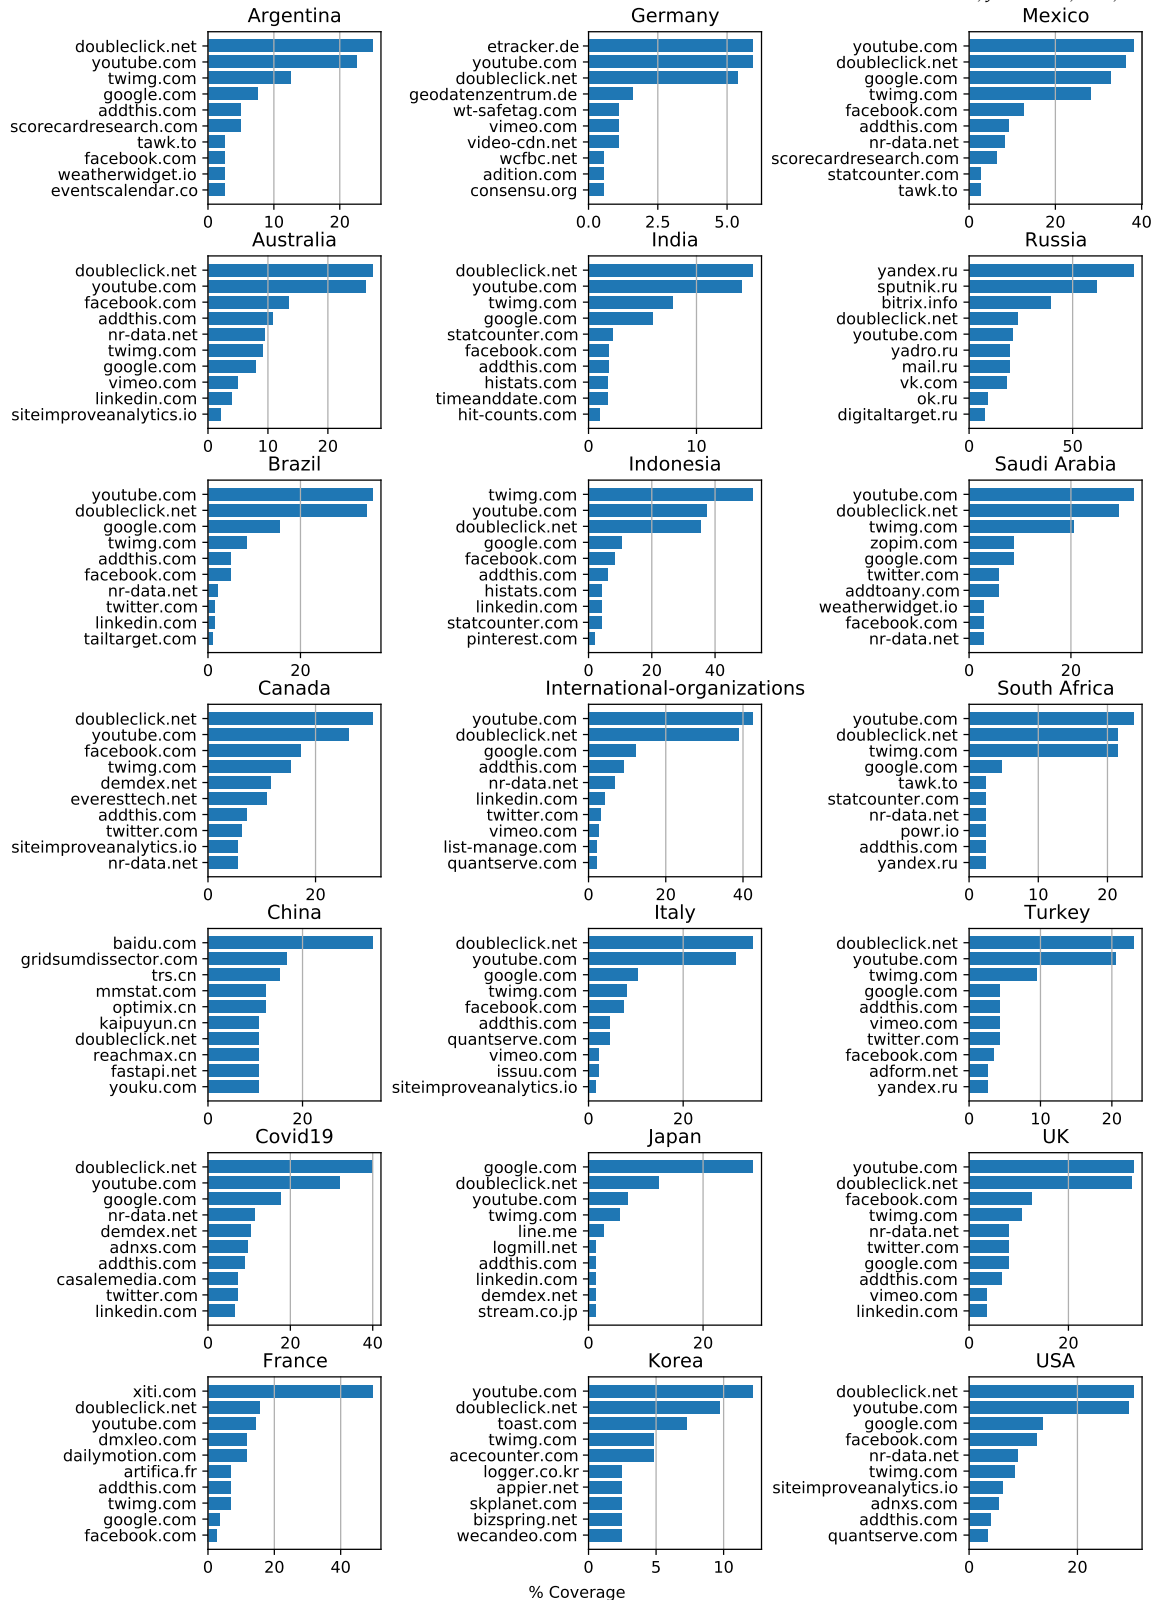 Argentina
doubleclick.net
youtube.com
twimg.com
google.com
addthis.com
scorecardresearch.com
tawk.to
facebook.com
weatherwidget.io
eventscalendar.co
0 20
Germany
etracker.de
youtube.com
doubleclick.net
geodatenzentrum.de
wt-safetag.com
vimeo.com
video-cdn.net
wcfbc.net
adition.com
consensu.org
0.0 2.5 5.0
Mexico
youtube.com
doubleclick.net
google.com
twimg.com
facebook.com
addthis.com
nr-data.net
scorecardresearch.com
statcounter.com
tawk.to
0 20 40
Australia
doubleclick.net
youtube.com
facebook.com
addthis.com
nr-data.net
twimg.com
google.com
vimeo.com
linkedin.com
siteimproveanalytics.io
0 10 20
India
doubleclick.net
youtube.com
twimg.com
google.com
statcounter.com
facebook.com
addthis.com
histats.com
timeanddate.com
hit-counts.com
0 10
Russia
yandex.ru
sputnik.ru
bitrix.info
doubleclick.net
youtube.com
yadro.ru
mail.ru
vk.com
ok.ru
digitaltarget.ru
0 50
Brazil
youtube.com
doubleclick.net
google.com
twimg.com
addthis.com
facebook.com
nr-data.net
twitter.com
linkedin.com
tailtarget.com
0 20
Indonesia
twimg.com
youtube.com
doubleclick.net
google.com
facebook.com
addthis.com
histats.com
linkedin.com
statcounter.com
pinterest.com
0 20 40
Saudi Arabia
youtube.com
doubleclick.net
twimg.com
zopim.com
google.com
twitter.com
addtoany.com
weatherwidget.io
facebook.com
nr-data.net
0 20
Canada
doubleclick.net
youtube.com
facebook.com
twimg.com
demdex.net
everesttech.net
addthis.com
twitter.com
siteimproveanalytics.io
nr-data.net
0 20
International-organizations
youtube.com
doubleclick.net
google.com
addthis.com
nr-data.net
linkedin.com
twitter.com
vimeo.com
list-manage.com
quantserve.com
0 20 40
South Africa
youtube.com
doubleclick.net
twimg.com
google.com
tawk.to
statcounter.com
nr-data.net
powr.io
addthis.com
yandex.ru
0 10 20
China
baidu.com
gridsumdissector.com
trs.cn
mmstat.com
optimix.cn
kaipuyun.cn
doubleclick.net
reachmax.cn
fastapi.net
youku.com
0 20
Italy
doubleclick.net
youtube.com
google.com
twimg.com
facebook.com
addthis.com
quantserve.com
vimeo.com
issuu.com
siteimproveanalytics.io
0 20
Turkey
doubleclick.net
youtube.com
twimg.com
google.com
addthis.com
vimeo.com
twitter.com
facebook.com
adform.net
yandex.ru
0 10 20
Covid19
doubleclick.net
youtube.com
google.com
nr-data.net
demdex.net
adnxs.com
addthis.com
casalemedia.com
twitter.com
linkedin.com
0 20 40
Japan
google.com
doubleclick.net
youtube.com
twimg.com
line.me
logmill.net
addthis.com
linkedin.com
demdex.net
stream.co.jp
0 20
UK
youtube.com
doubleclick.net
facebook.com
twimg.com
nr-data.net
twitter.com
google.com
addthis.com
vimeo.com
linkedin.com
0 20
France
xiti.com
doubleclick.net
youtube.com
dmxleo.com
dailymotion.com
artifica.fr
addthis.com
twimg.com
google.com
facebook.com
0 20 40
Korea
youtube.com
doubleclick.net
toast.com
twimg.com
acecounter.com
logger.co.kr
appier.net
skplanet.com
bizspring.net
wecandeo.com
0 5 10
USA
doubleclick.net
youtube.com
google.com
facebook.com
nr-data.net
twimg.com
siteimproveanalytics.io
adnxs.com
addthis.com
quantserve.com
0 20
% Coverage